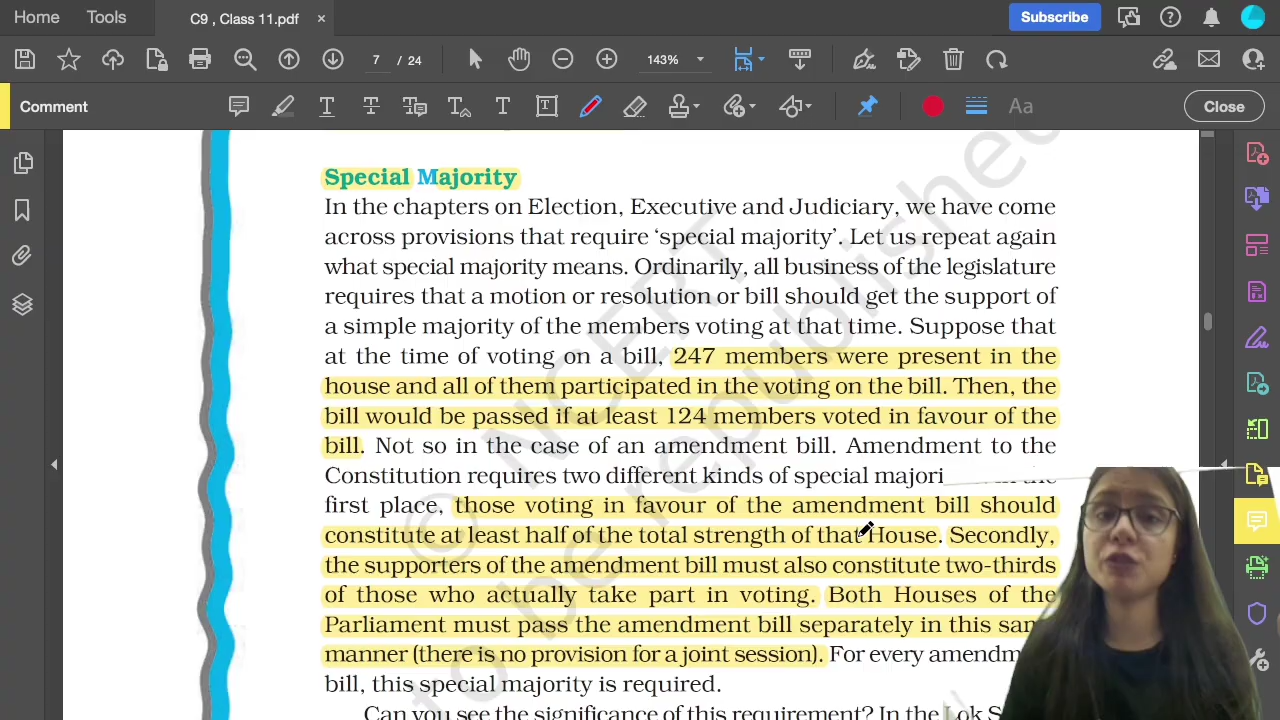 Home Tools C9 , Class 11.pdf × Subscribe
7 / 24 143%
Comment Aa Close
Special Majority
In the chapters on Election, Executive and Judiciary, we have come
across provisions that require ‘special majority’. Let us repeat again
what special majority means. Ordinarily, all business of the legislature
requires that a motion or resolution or bill should get the support of
a simple majority of the members voting at that time. Suppose that
at the time of voting on a bill, 247 members were present in the
house and all of them participated in the voting on the bill. Then, the
bill would be passed if at least 124 members voted in favour of the
bill. Not so in the case of an amendment bill. Amendment to the
Constitution requires two different kinds of special majori the
first place, those voting in favour of the amendment bill should
constitute at least half of the total strength of that House. Secondly,
the supporters of the amendment bill must also constitute two-thirds
of those who actually take part in voting. Both Houses of the
Parliament must pass the amendment bill separately in this sam
manner (there is no provision for a joint session). For every amendm
bill, this special majority is required.
Can you see the significance of this requirement? In the Lok S
© NCERT
to be republished